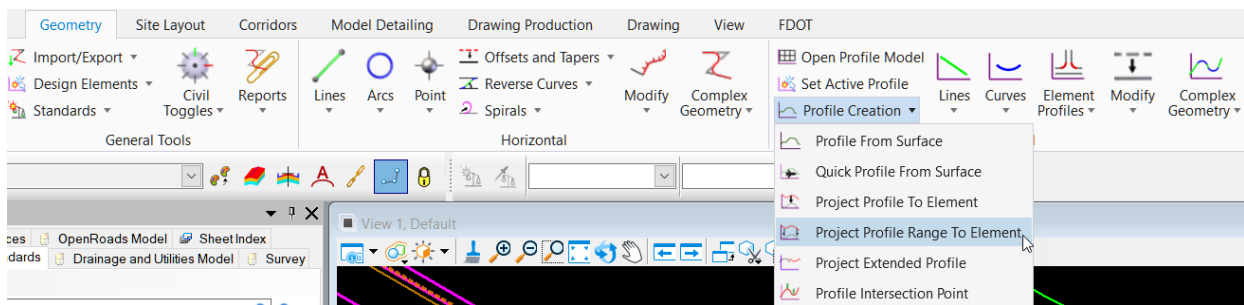 Geometry Site Layout Corridors Model Detailing Drawing Production Drawing View FDOT
Import/Export
Design Elements
Standards
Civil
Toggles
Reports
General Tools
Lines
Arcs
Point
Offsets and Tapers
Reverse Curves
Spirals
Modify
Complex
Geometry
Horizontal
Open Profile Model
Set Active Profile
Profile Creation
Lines
Curves
Element
Profiles
Modify
Complex
Geometry
Profile From Surface
Quick Profile From Surface
Project Profile To Element
Project Profile Range To Element
Project Extended Profile
Profile Intersection Point
View 1, Default
ces OpenRoads Model Sheet Index
dards Drainage and Utilities Model Survey